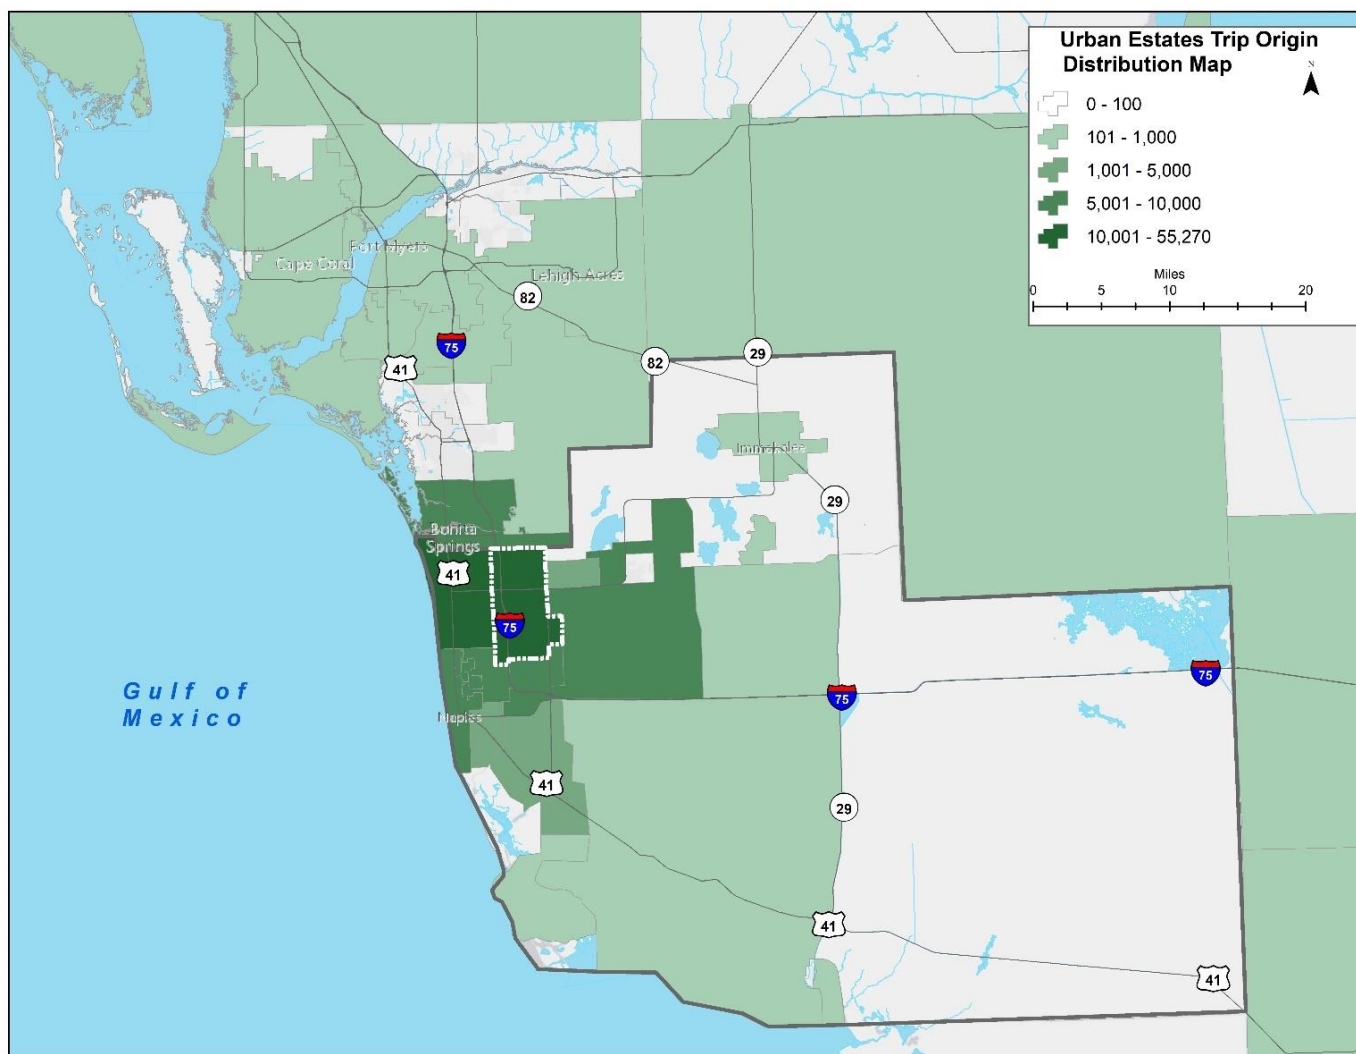 Urban Estates Trip Origin
Distribution Map
N
0 - 100
101 - 1,000
1,001 - 5,000
5,001 - 10,000
10,001 - 55,270
Miles
0 5 10 20
Fort Myers
Cape Coral
Lehigh Acres
82
75
41
29
82
Immokalee
29
Bonita
Springs
41
75
75
75
Gulf of
Mexico
Naples
41
29
41
41